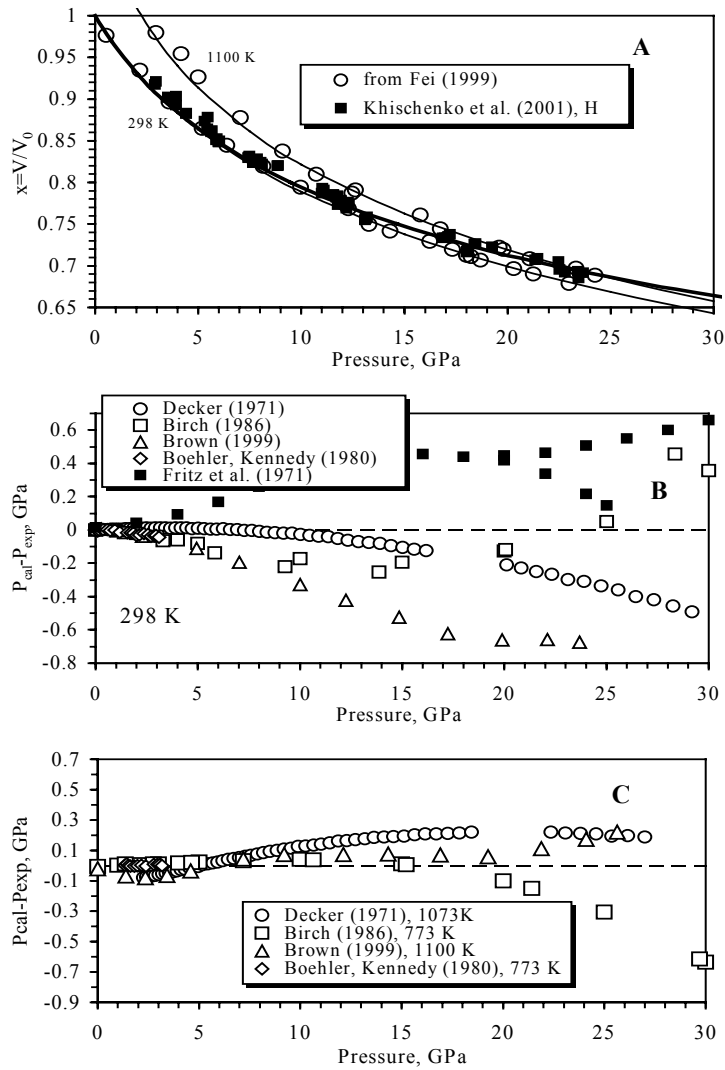 1
0.95
0.9
0.85
0.8
0.75
0.7
0.65
x=V/V0
A
1100 K
298 K
from Fei (1999)
Khischenko et al. (2001), H
0 5 10 15 20 25 30
Pressure, GPa
Decker (1971)
Birch (1986)
Brown (1999)
Boehler, Kennedy (1980)
Fritz et al. (1971)
0.6
0.4
0.2
0
-0.2
-0.4
-0.6
-0.8
Pcal-Pexp, GPa
B
298 K
0 5 10 15 20 25 30
Pressure, GPa
0.7
0.5
0.3
0.1
-0.1
-0.3
-0.5
-0.7
-0.9
Pcal-Pexp, GPa
C
Decker (1971), 1073K
Birch (1986), 773 K
Brown (1999), 1100 K
Boehler, Kennedy (1980), 773 K
0 5 10 15 20 25 30
Pressure, GPa